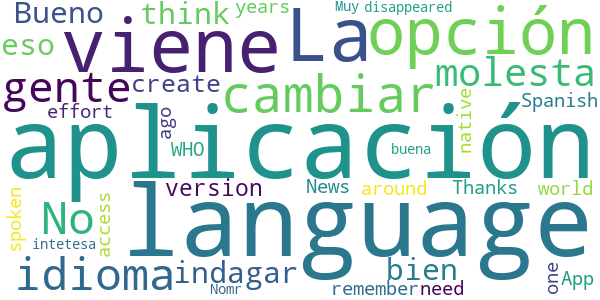 Bueno think years Muy disappeared
eso viene La opción
gente create cambiar molesta
effort ago Spanish
aplicación
WHO buena native
version News around Thanks world
spoken access No language
intetesa idioma indagar bien
Nomr remember need one App